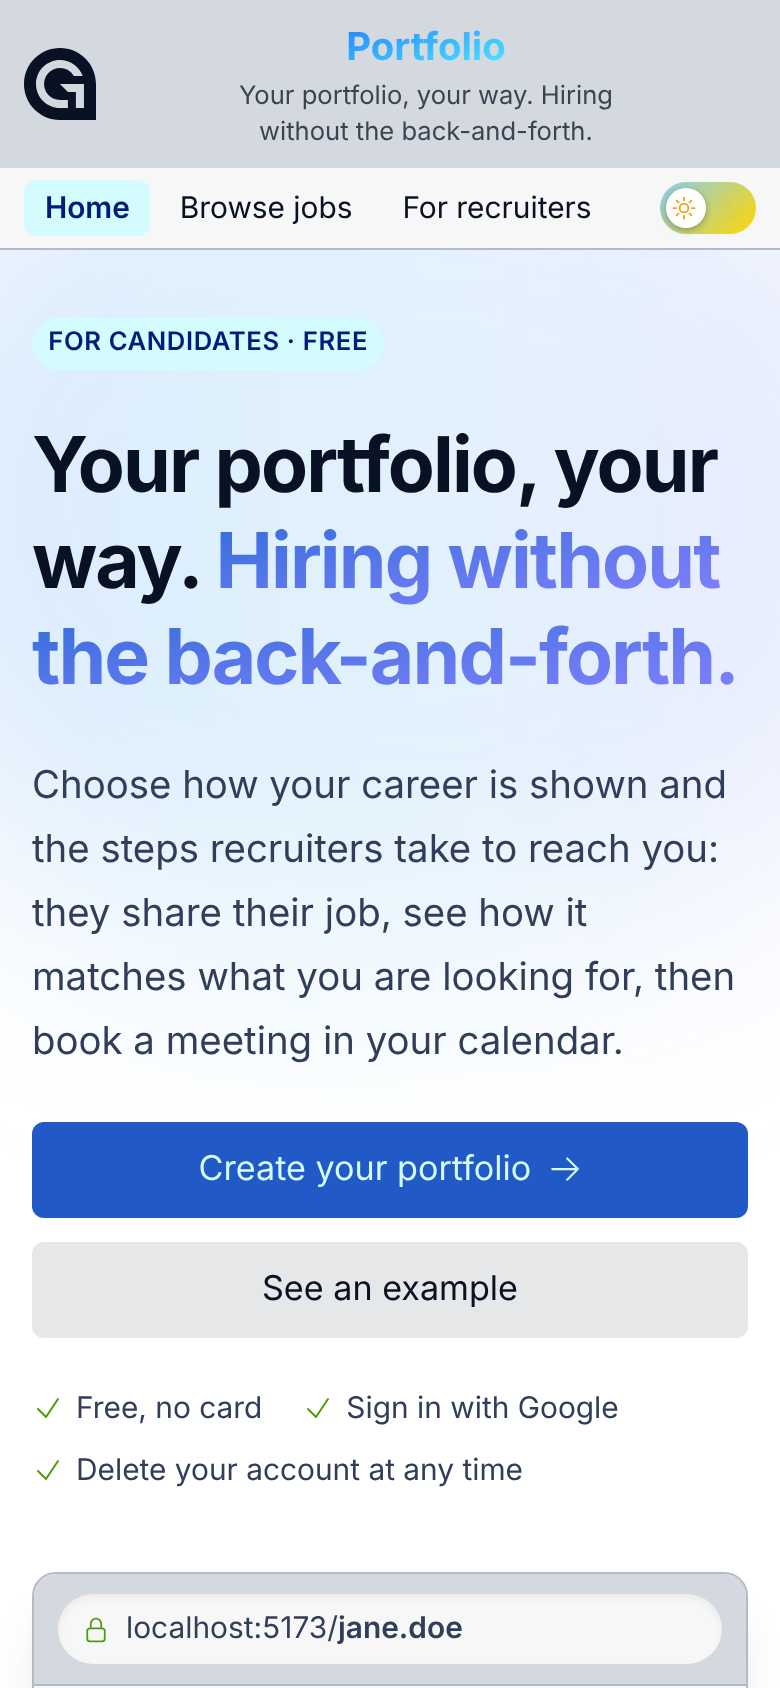 Portfolio
Your portfolio, your way. Hiring
without the back-and-forth.
Home
Browse jobs
For recruiters
FOR CANDIDATES · FREE
Your portfolio, your
way. Hiring without
the back-and-forth.
Choose how your career is shown and
the steps recruiters take to reach you:
they share their job, see how it
matches what you are looking for, then
book a meeting in your calendar.
Create your portfolio →
See an example
Free, no card
Sign in with Google
Delete your account at any time
localhost:5173/jane.doe